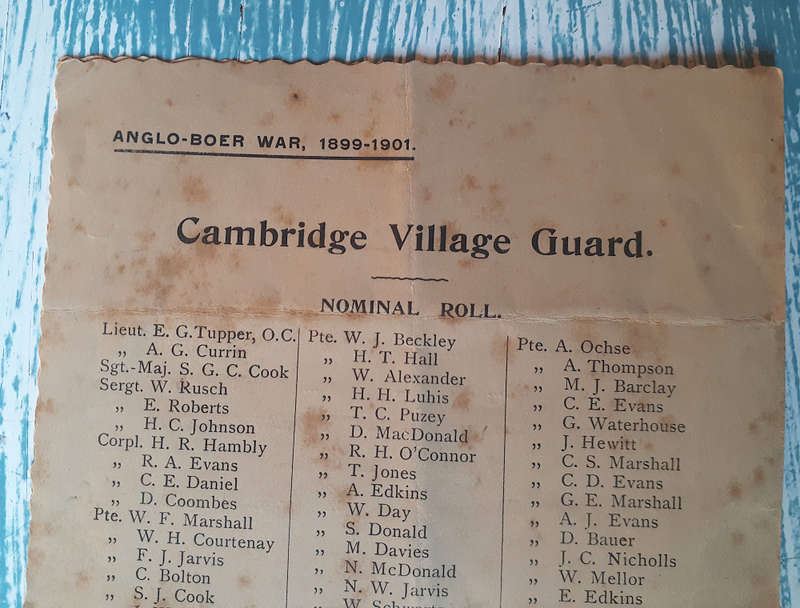 ANGLO-BOER WAR, 1899-1901.
Cambridge Village Guard.
NOMINAL ROLL.
Lieut. E. G. Tupper, O.C.
„ A. G. Currin
Sgt.-Maj. S. G. C. Cook
Sergt. W. Rusch
„ E. Roberts
„ H. C. Johnson
Corpl. H. R. Hambly
„ R. A. Evans
„ C. E. Daniel
„ D. Coombes
Pte. W. F. Marshall
„ W. H. Courtenay
„ F. J. Jarvis
„ C. Bolton
„ S. J. Cook
Pte. W. J. Beckley
„ H. T. Hall
„ W. Alexander
„ H. H. Luhis
„ T. C. Puzey
„ D. MacDonald
„ R. H. O'Connor
„ T. Jones
„ A. Edkins
„ W. Day
„ S. Donald
„ M. Davies
„ N. McDonald
„ N. W. Jarvis
Pte. A. Ochse
„ A. Thompson
„ M. J. Barclay
„ C. E. Evans
„ G. Waterhouse
„ J. Hewitt
„ C. S. Marshall
„ C. D. Evans
„ G. E. Marshall
„ A. J. Evans
„ D. Bauer
„ J. C. Nicholls
„ W. Mellor
„ E. Edkins